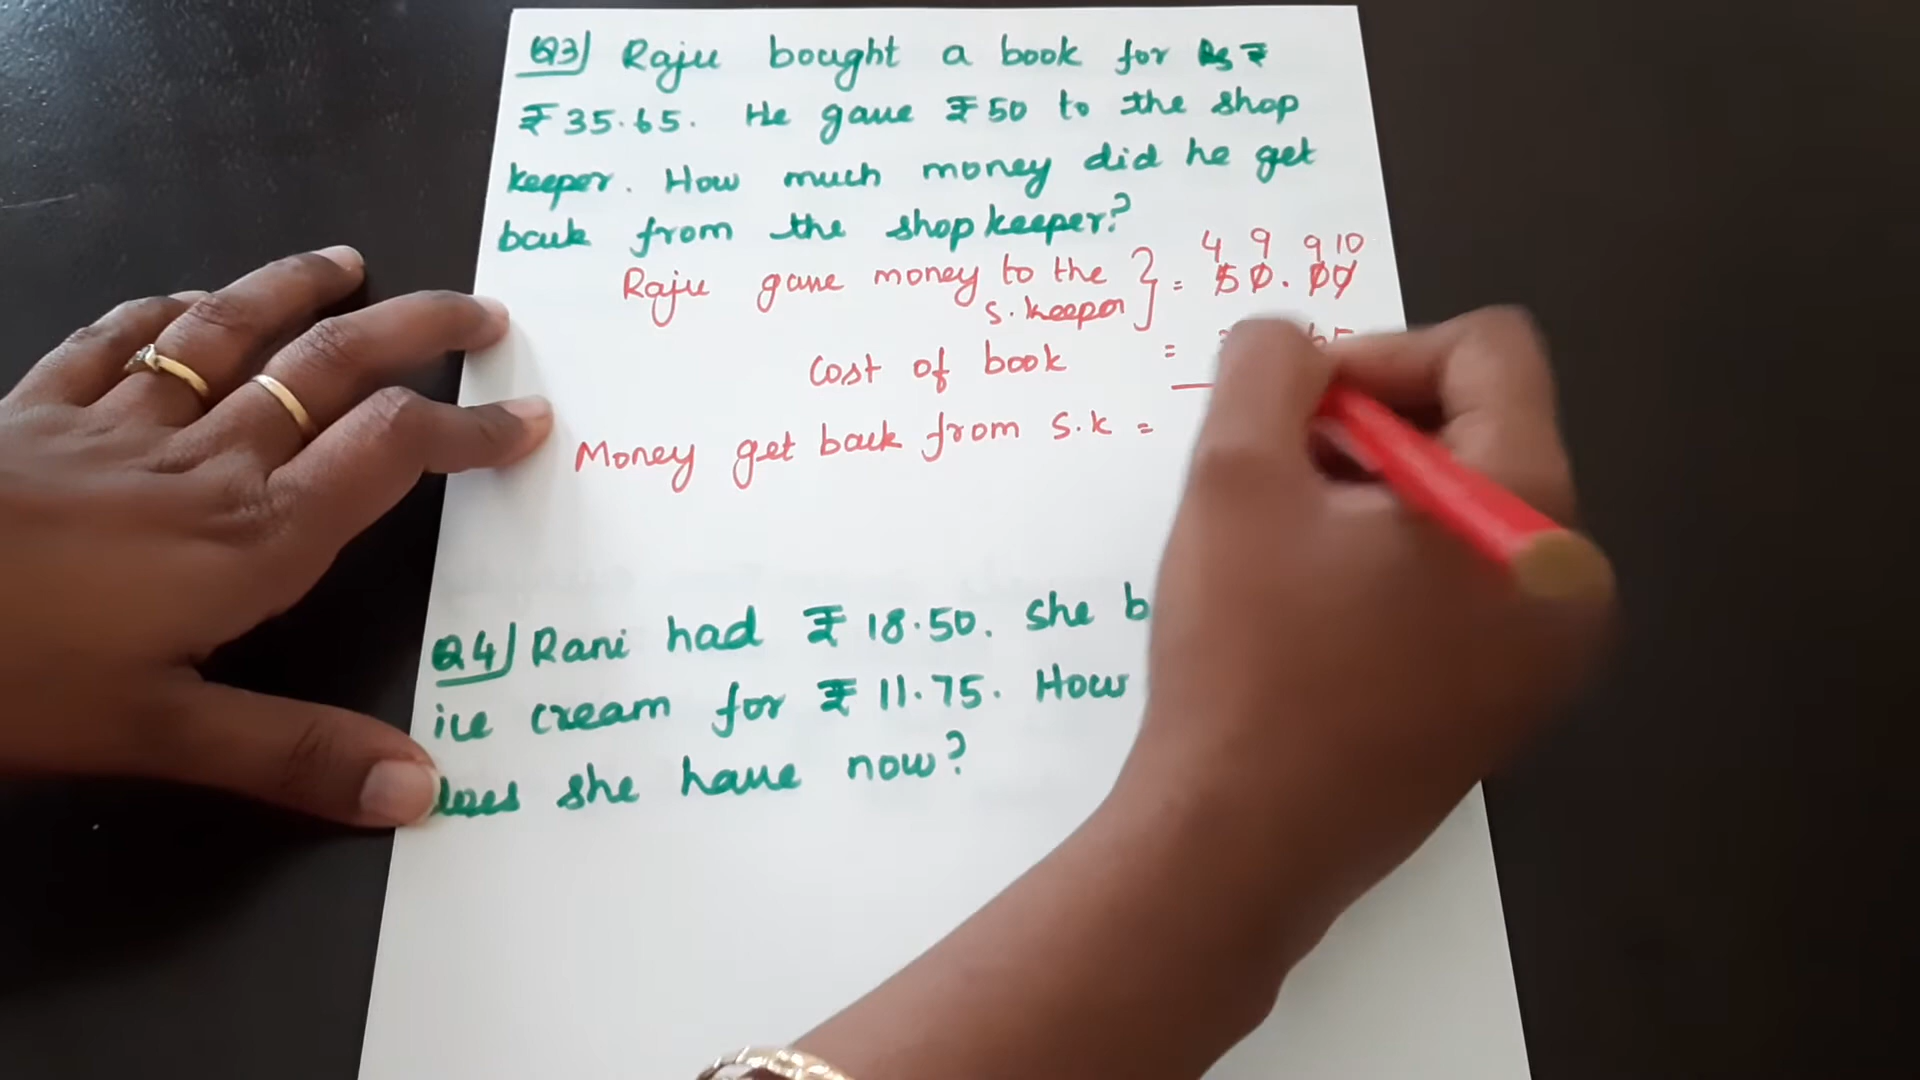 Q3) Raju bought a book for Rs ₹
₹ 35.65. He gave ₹ 50 to the shop
keeper. How much money did he get
back from the shop keeper?
4 9 9 10
Raju gave money to the } = 50.00
s. keeper
Cost of book = 65
Money get back from s.k =
Q4) Rani had ₹ 18.50. She b
ice cream for ₹ 11.75. How
does she have now?